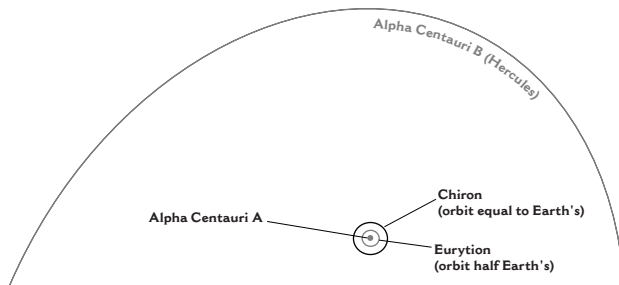 Alpha Centauri B (Hercules)
Chiron
(orbit equal to Earth's)
Alpha Centauri A
Eurytion
(orbit half Earth's)